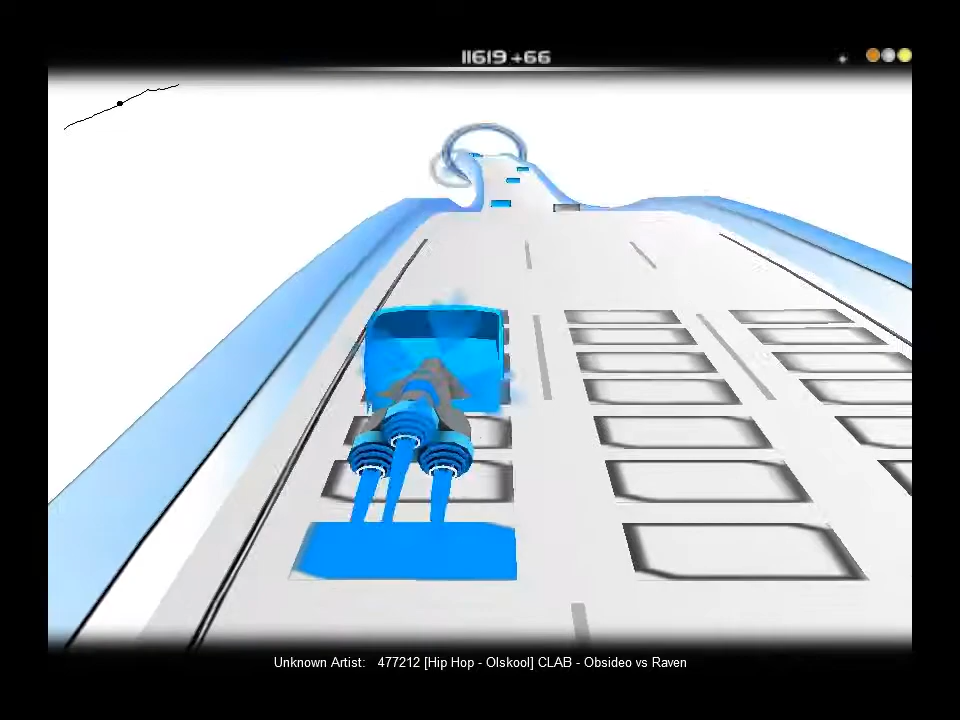 11619 +66
Unknown Artist: 477212 [Hip Hop - Olskool] CLAB - Obsideo vs Raven